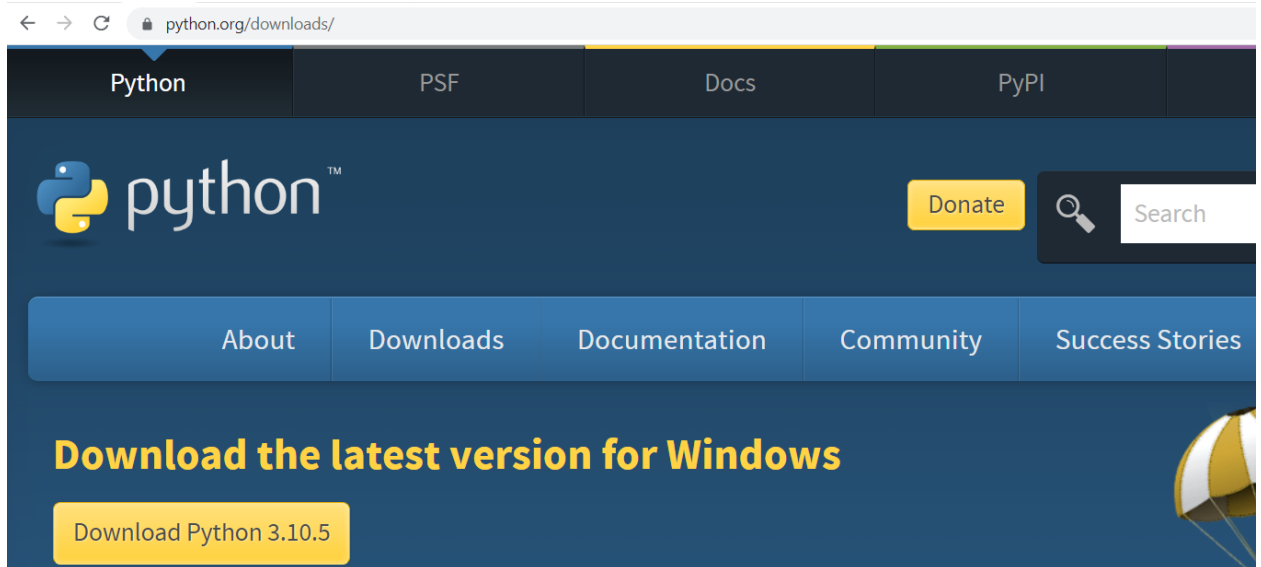 python.org/downloads/
Python PSF Docs PyPI
python™
Donate
Search
About Downloads Documentation Community Success Stories
Download the latest version for Windows
Download Python 3.10.5